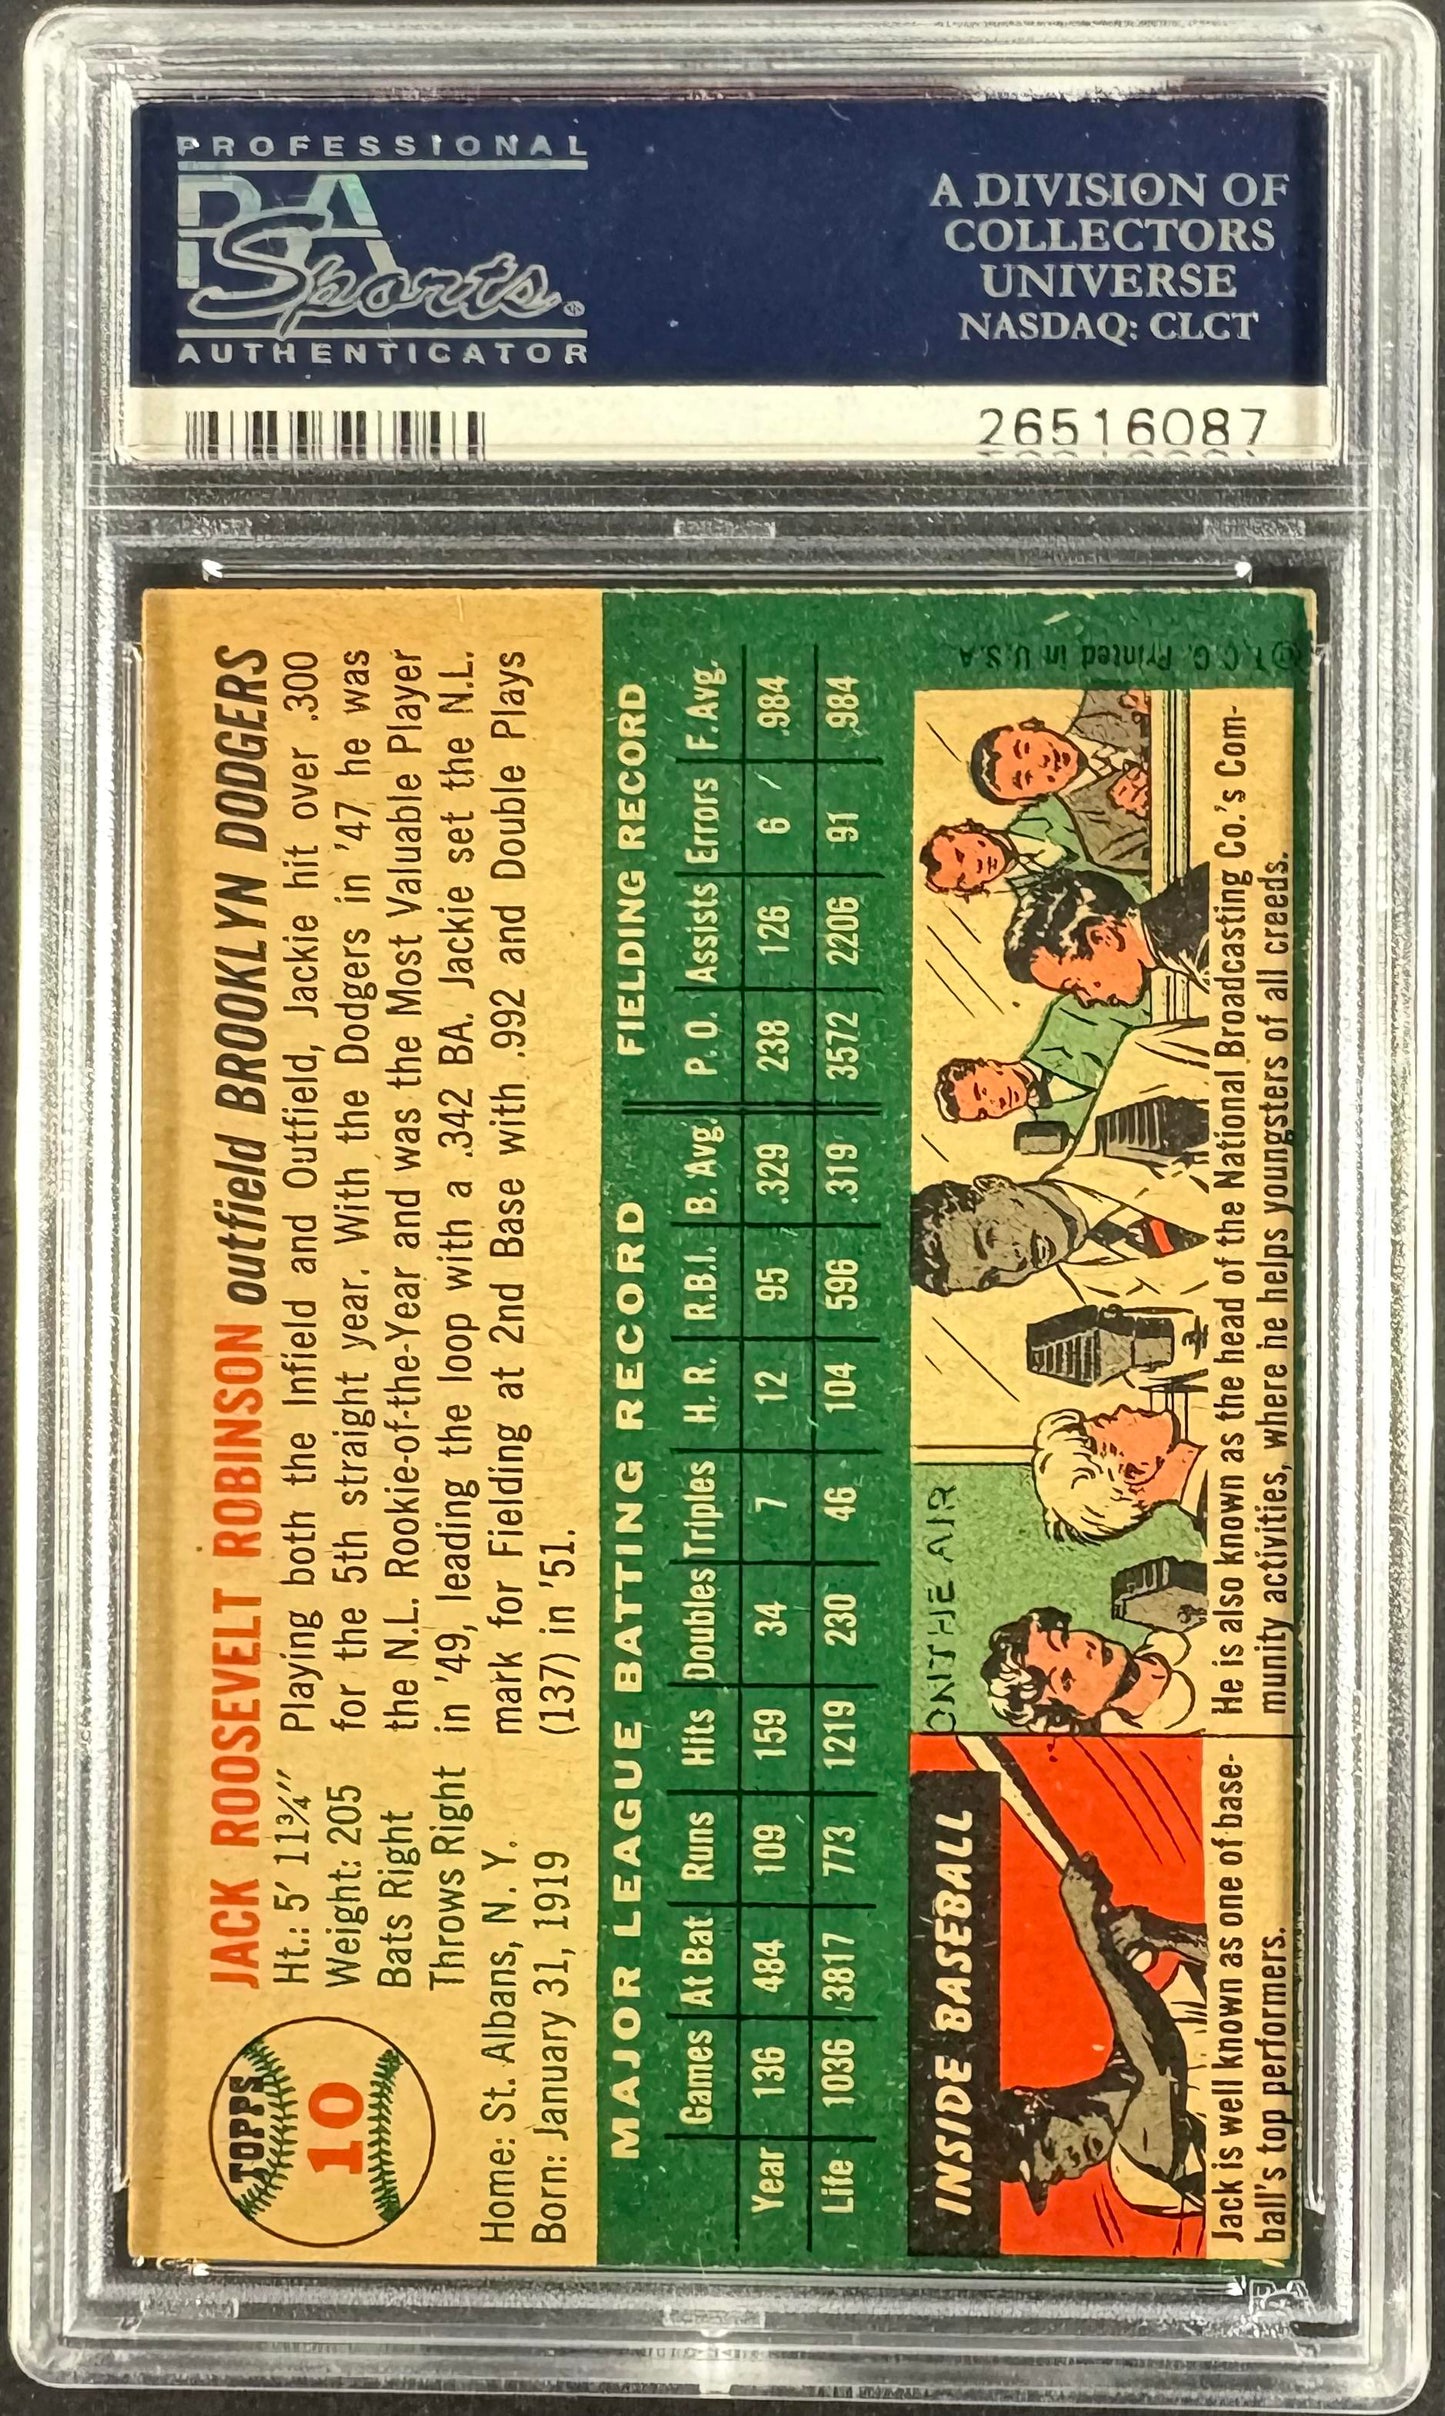 PROFESSIONAL
PSA
Sports
AUTHENTICATOR
A DIVISION OF
COLLECTORS
UNIVERSE
NASDAQ: CLCT
26516087
TOPPS
10
JACK ROOSEVELT ROBINSON outfield BROOKLYN DODGERS
Ht.: 5' 11¾"
Weight: 205
Bats Right
Throws Right
Home: St. Albans, N. Y.
Born: January 31, 1919
Playing both the Infield and Outfield, Jackie hit over .300
for the 5th straight year. With the Dodgers in '47 he was
the N.L. Rookie-of-the-Year and was the Most Valuable Player
in '49, leading the loop with a .342 BA. Jackie set the N.L.
mark for Fielding at 2nd Base with .992 and Double Plays
(137) in '51.
MAJOR LEAGUE BATTING RECORD FIELDING RECORD
Games At Bat Runs Hits Doubles Triples H. R. R.B.I. B. Avg. P. O. Assists Errors F. Avg.
Year 136 484 109 159 34 7 12 95 .329 238 126 6 .984
Life 1036 3817 773 1219 230 46 104 596 .319 3572 2206 91 .984
INSIDE BASEBALL
Jack is well known as one of base-
ball's top performers.
ON THE AIR
He is also known as the head of the National Broadcasting Co.'s Com-
munity activities, where he helps youngsters of all creeds.
©T.C.G. Printed in U.S.A